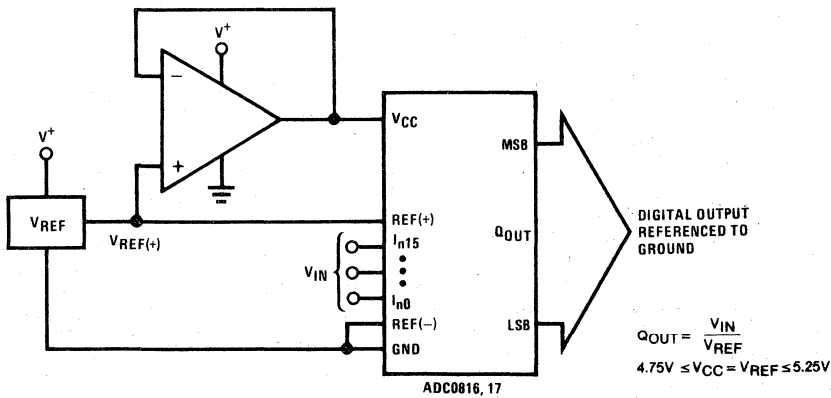 V+
−
VCC
MSB
V+
+
VREF
VREF(+)
REF(+)
In15
QOUT
DIGITAL OUTPUT
REFERENCED TO
GROUND
VIN
In0
REF(−)
LSB
GND
QOUT = VIN / VREF
4.75V ≤ VCC = VREF ≤ 5.25V
ADC0816, 17